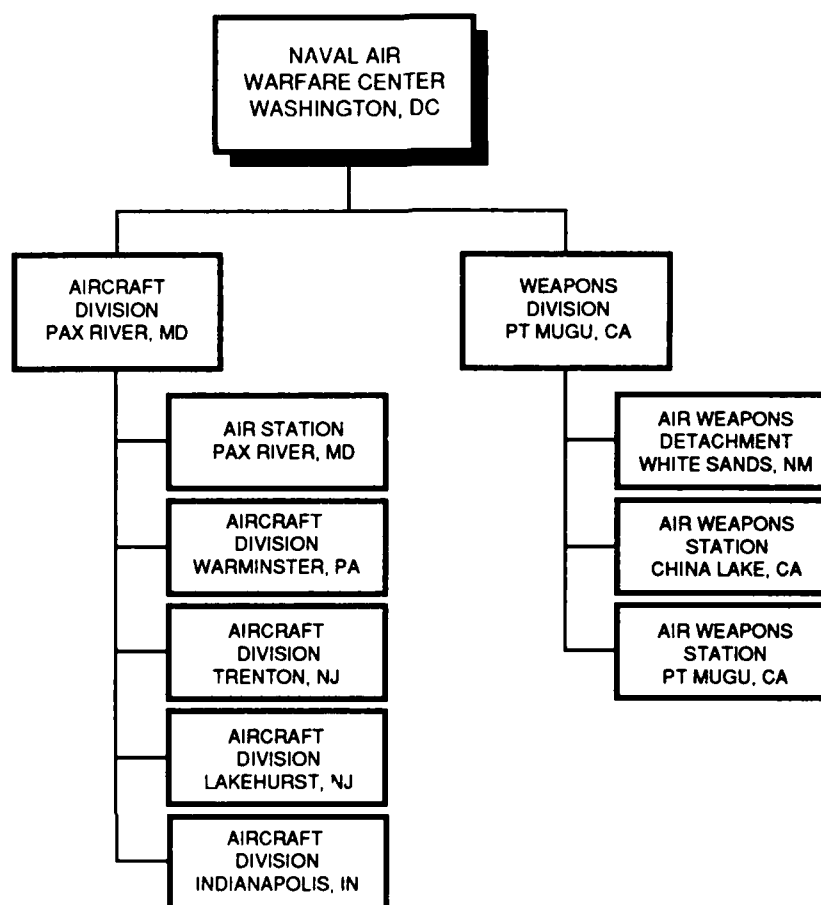 NAVAL AIR
WARFARE CENTER
WASHINGTON, DC
AIRCRAFT
DIVISION
PAX RIVER, MD
WEAPONS
DIVISION
PT MUGU, CA
AIR STATION
PAX RIVER, MD
AIRCRAFT
DIVISION
WARMINSTER, PA
AIRCRAFT
DIVISION
TRENTON, NJ
AIRCRAFT
DIVISION
LAKEHURST, NJ
AIRCRAFT
DIVISION
INDIANAPOLIS, IN
AIR WEAPONS
DETACHMENT
WHITE SANDS, NM
AIR WEAPONS
STATION
CHINA LAKE, CA
AIR WEAPONS
STATION
PT MUGU, CA